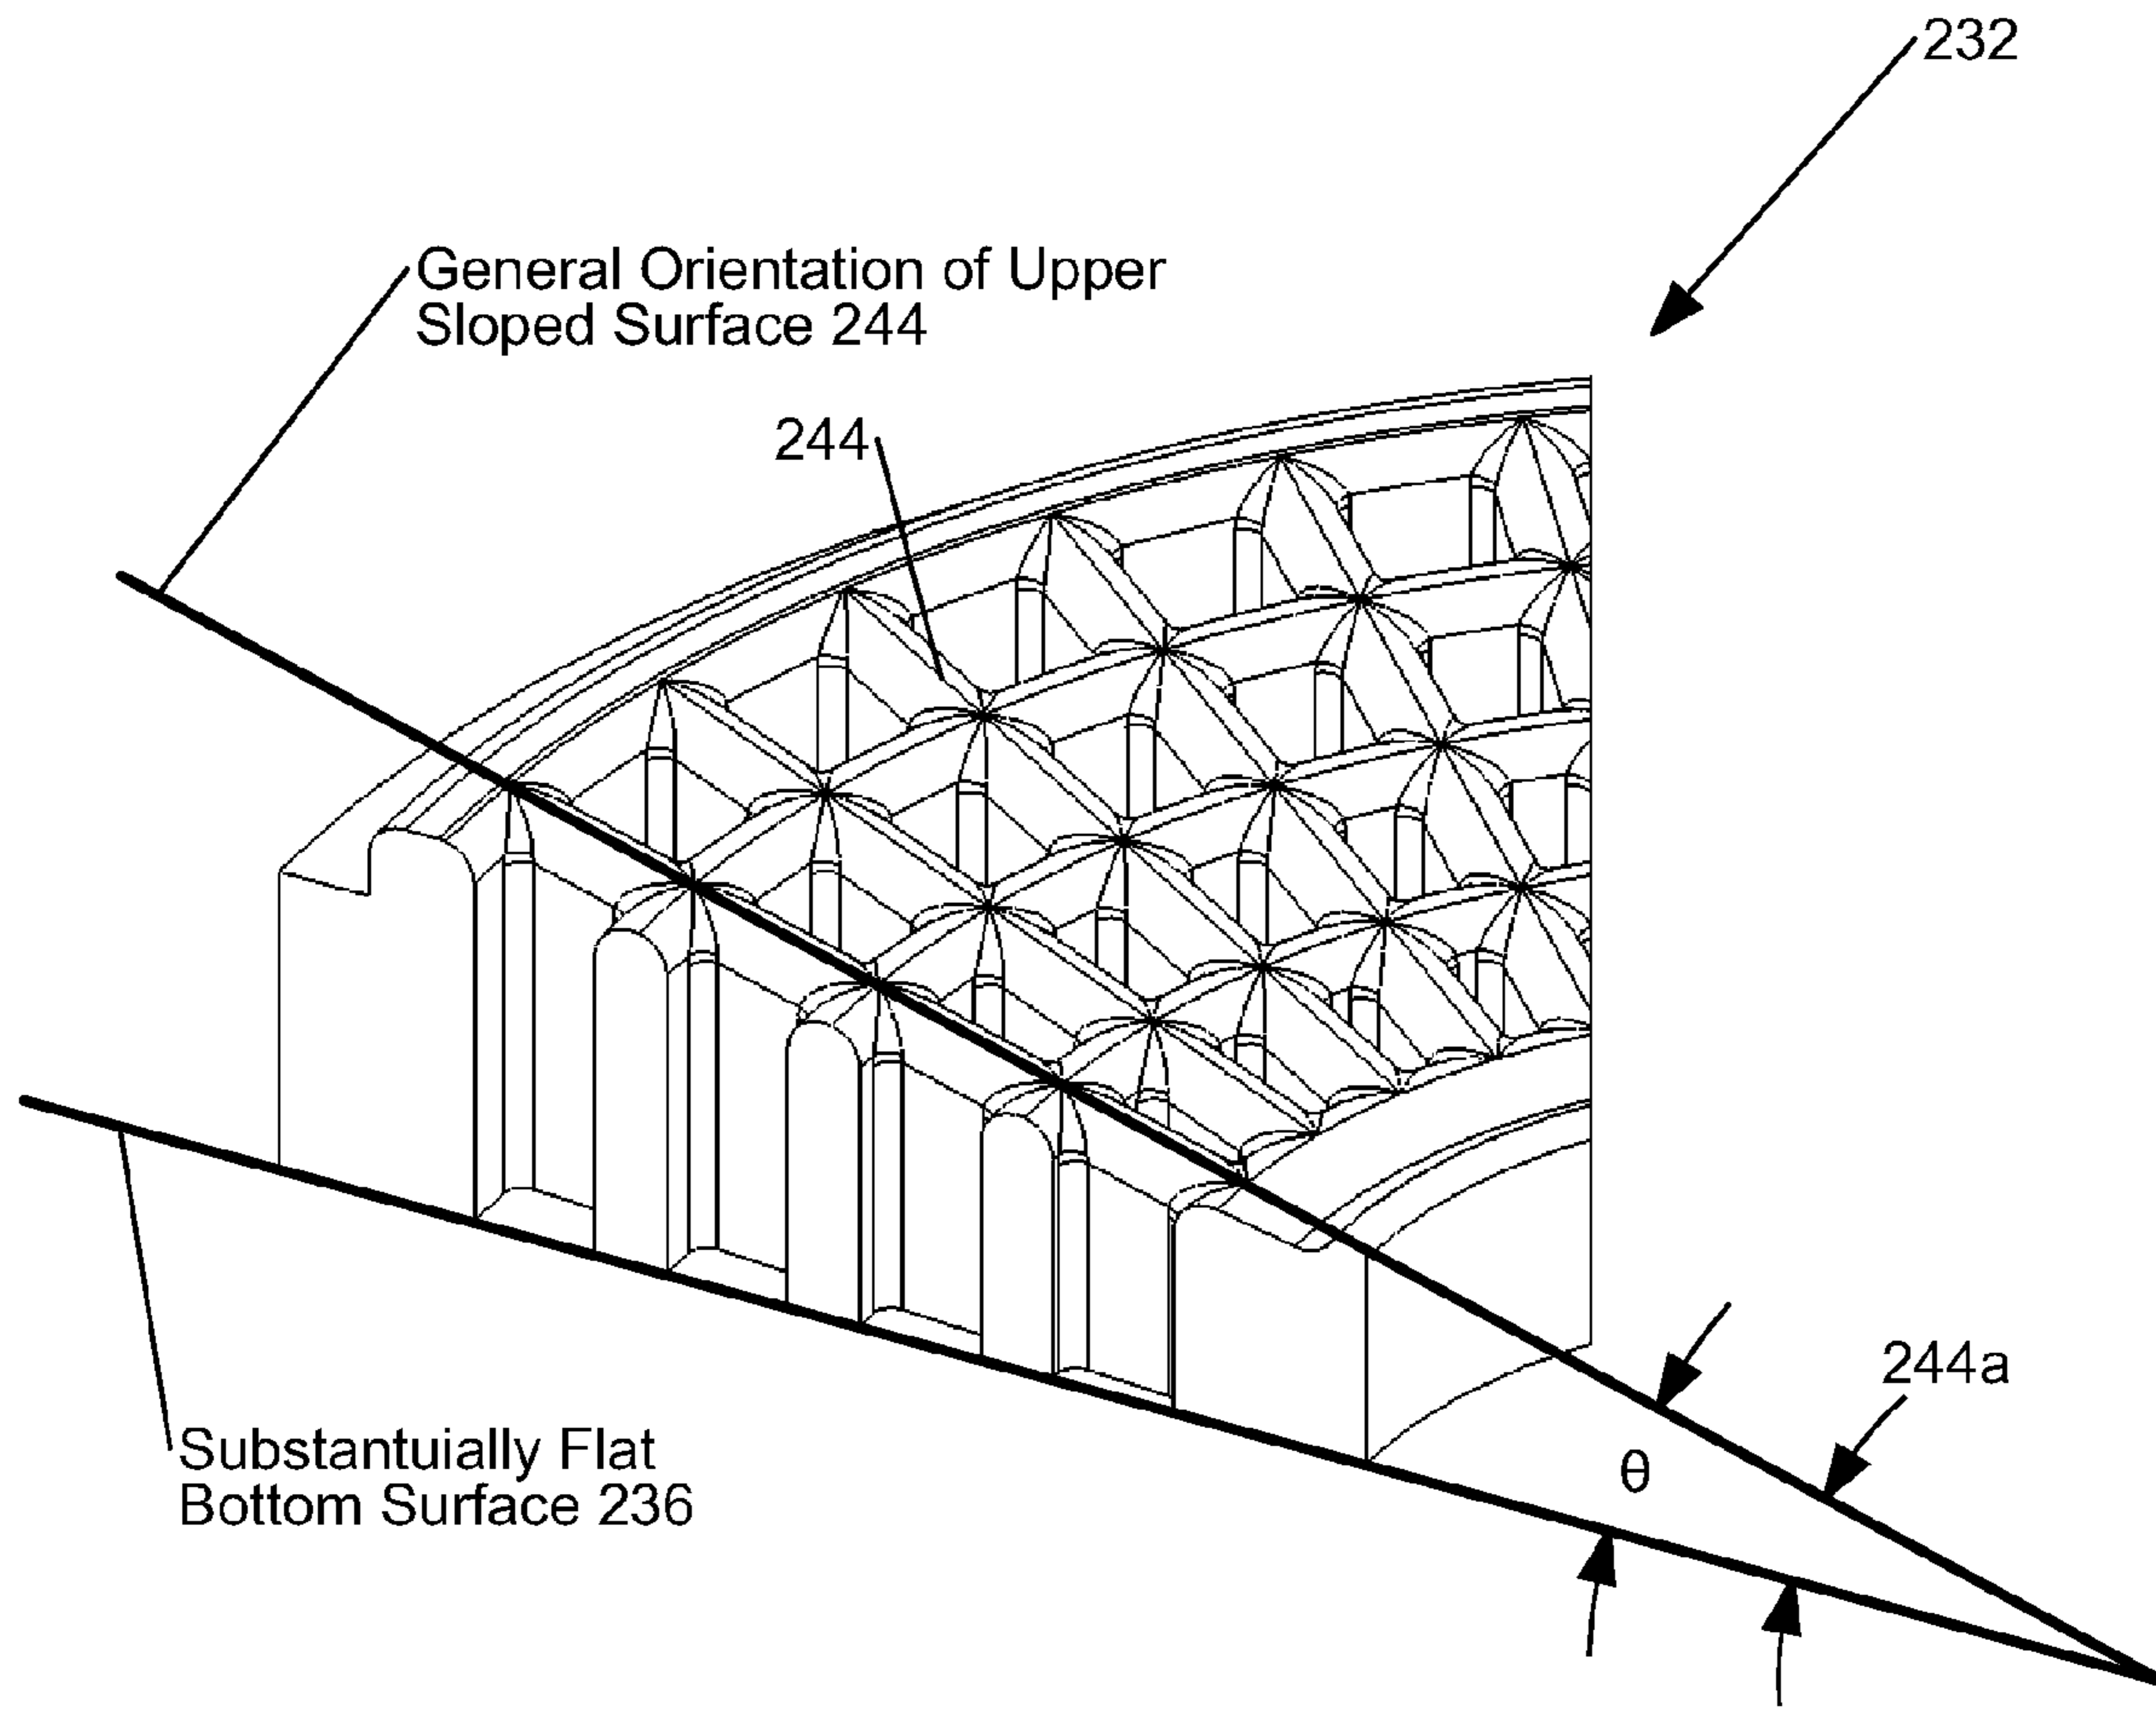 232
General Orientation of Upper
Sloped Surface 244
244
244a
θ
Substantuially Flat
Bottom Surface 236